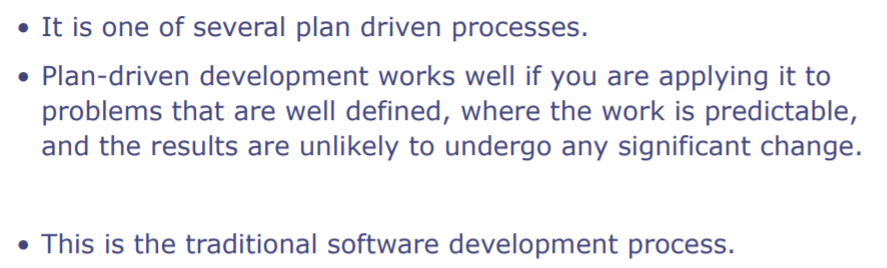 • It is one of several plan driven processes.
• Plan-driven development works well if you are applying it to
problems that are well defined, where the work is predictable,
and the results are unlikely to undergo any significant change.
• This is the traditional software development process.